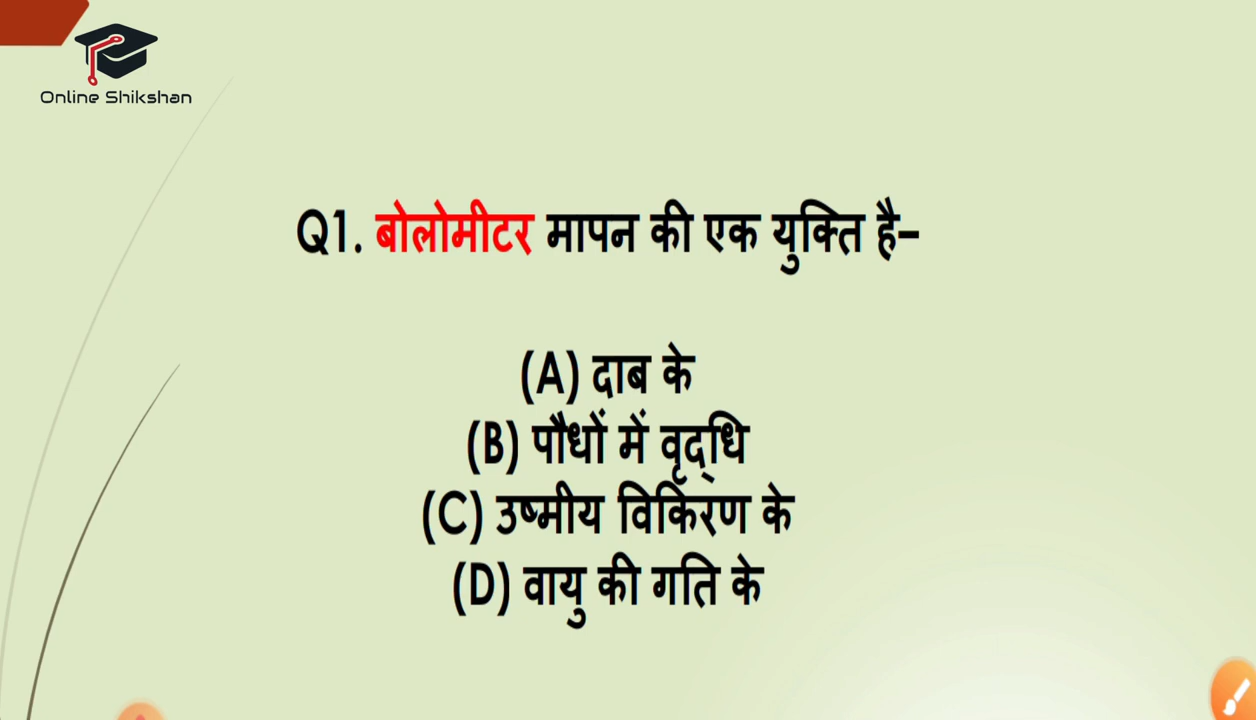 Online Shikshan
Q1. बोलोमीटर मापन की एक युक्ति है–
(A) दाब के
(B) पौधों में वृद्‌धि
(C) उष्मीय विकिरण के
(D) वायु की गति के